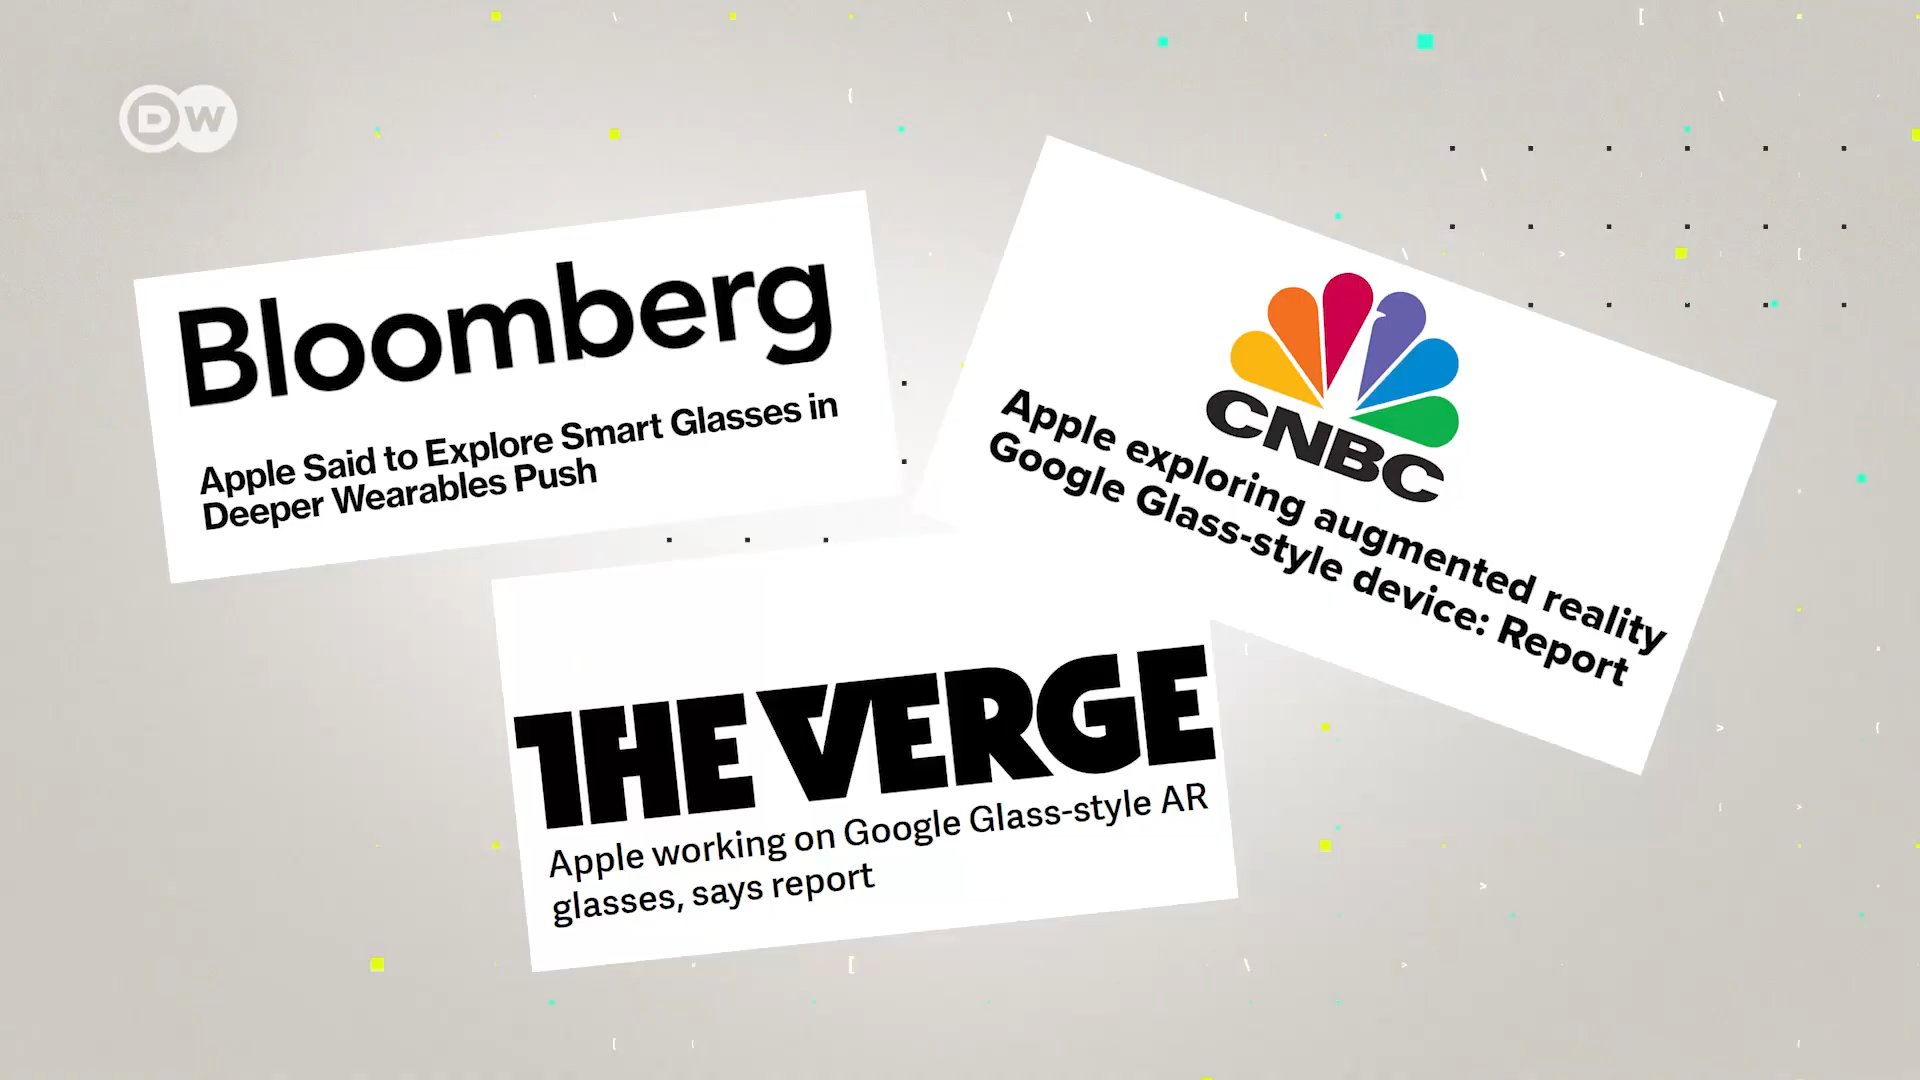 DW
Bloomberg
Apple Said to Explore Smart Glasses in
Deeper Wearables Push
CNBC
Apple exploring augmented reality
Google Glass-style device: Report
THE VERGE
Apple working on Google Glass-style AR
glasses, says report